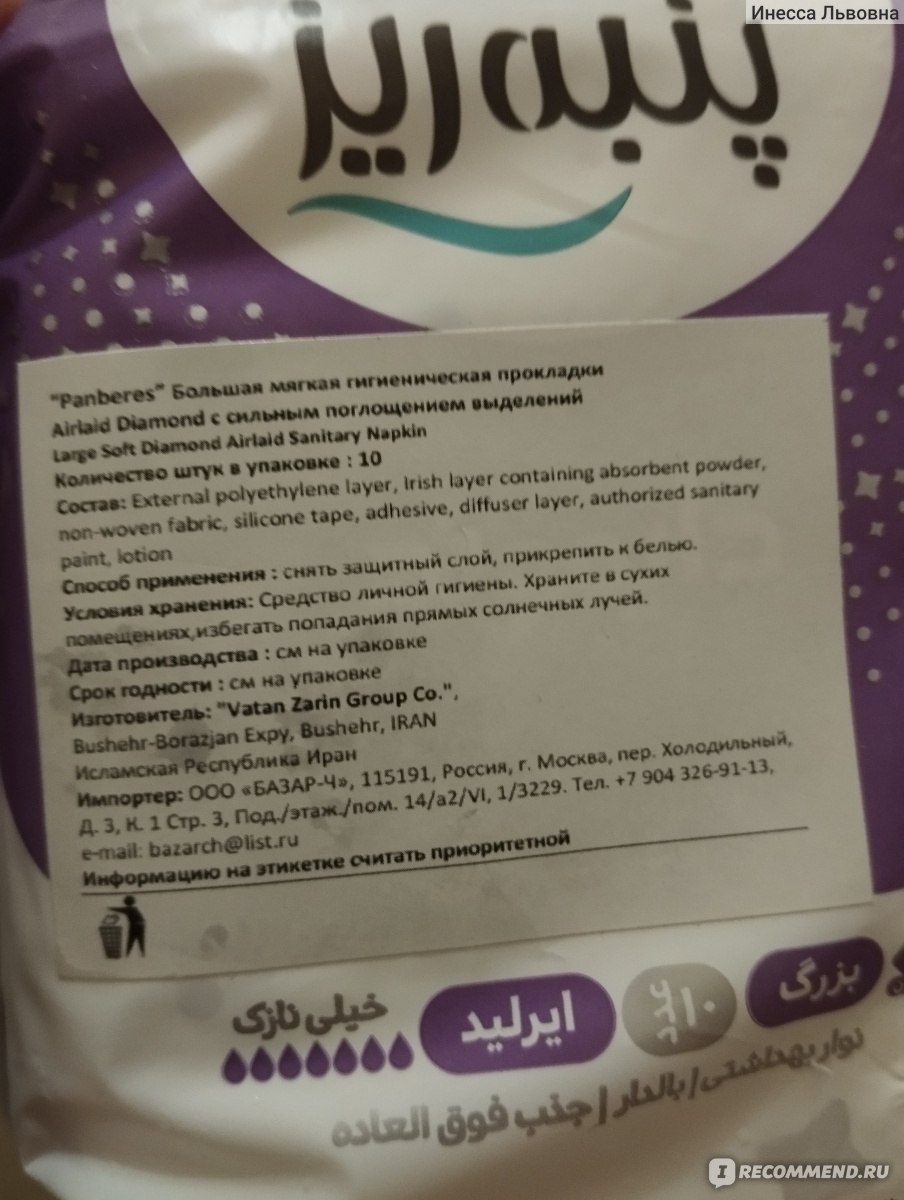 Инесса Львовна
پنبه ریز
"Panberes" Большая мягкая гигиеническая прокладки
Airlaid Diamond с сильным поглощением выделений
Large Soft Diamond Airlaid Sanitary Napkin
Количество штук в упаковке : 10
Состав: External polyethylene layer, Irish layer containing absorbent powder,
non-woven fabric, silicone tape, adhesive, diffuser layer, authorized sanitary
paint, lotion
Способ применения : снять защитный слой, прикрепить к белью.
Условия хранения: Средство личной гигиены. Храните в сухих
помещениях,избегать попадания прямых солнечных лучей.
Дата производства : см на упаковке
Срок годности : см на упаковке
Изготовитель: "Vatan Zarin Group Co.",
Bushehr-Borazjan Expy, Bushehr, IRAN
Исламская Республика Иран
Импортер: ООО «БАЗАР-Ч», 115191, Россия, г. Москва, пер. Холодильный,
Д. 3, К. 1 Стр. 3, Под./этаж./пом. 14/а2/VI, 1/3229. Тел. +7 904 326-91-13,
e-mail: bazarch@list.ru
Информацию на этикетке считать приоритетной
بزرگ ۱۰ عدد ایرلید خیلی نازک
نوار بهداشتی/بالدار/جذب فوق العاده
IRECOMMEND.RU